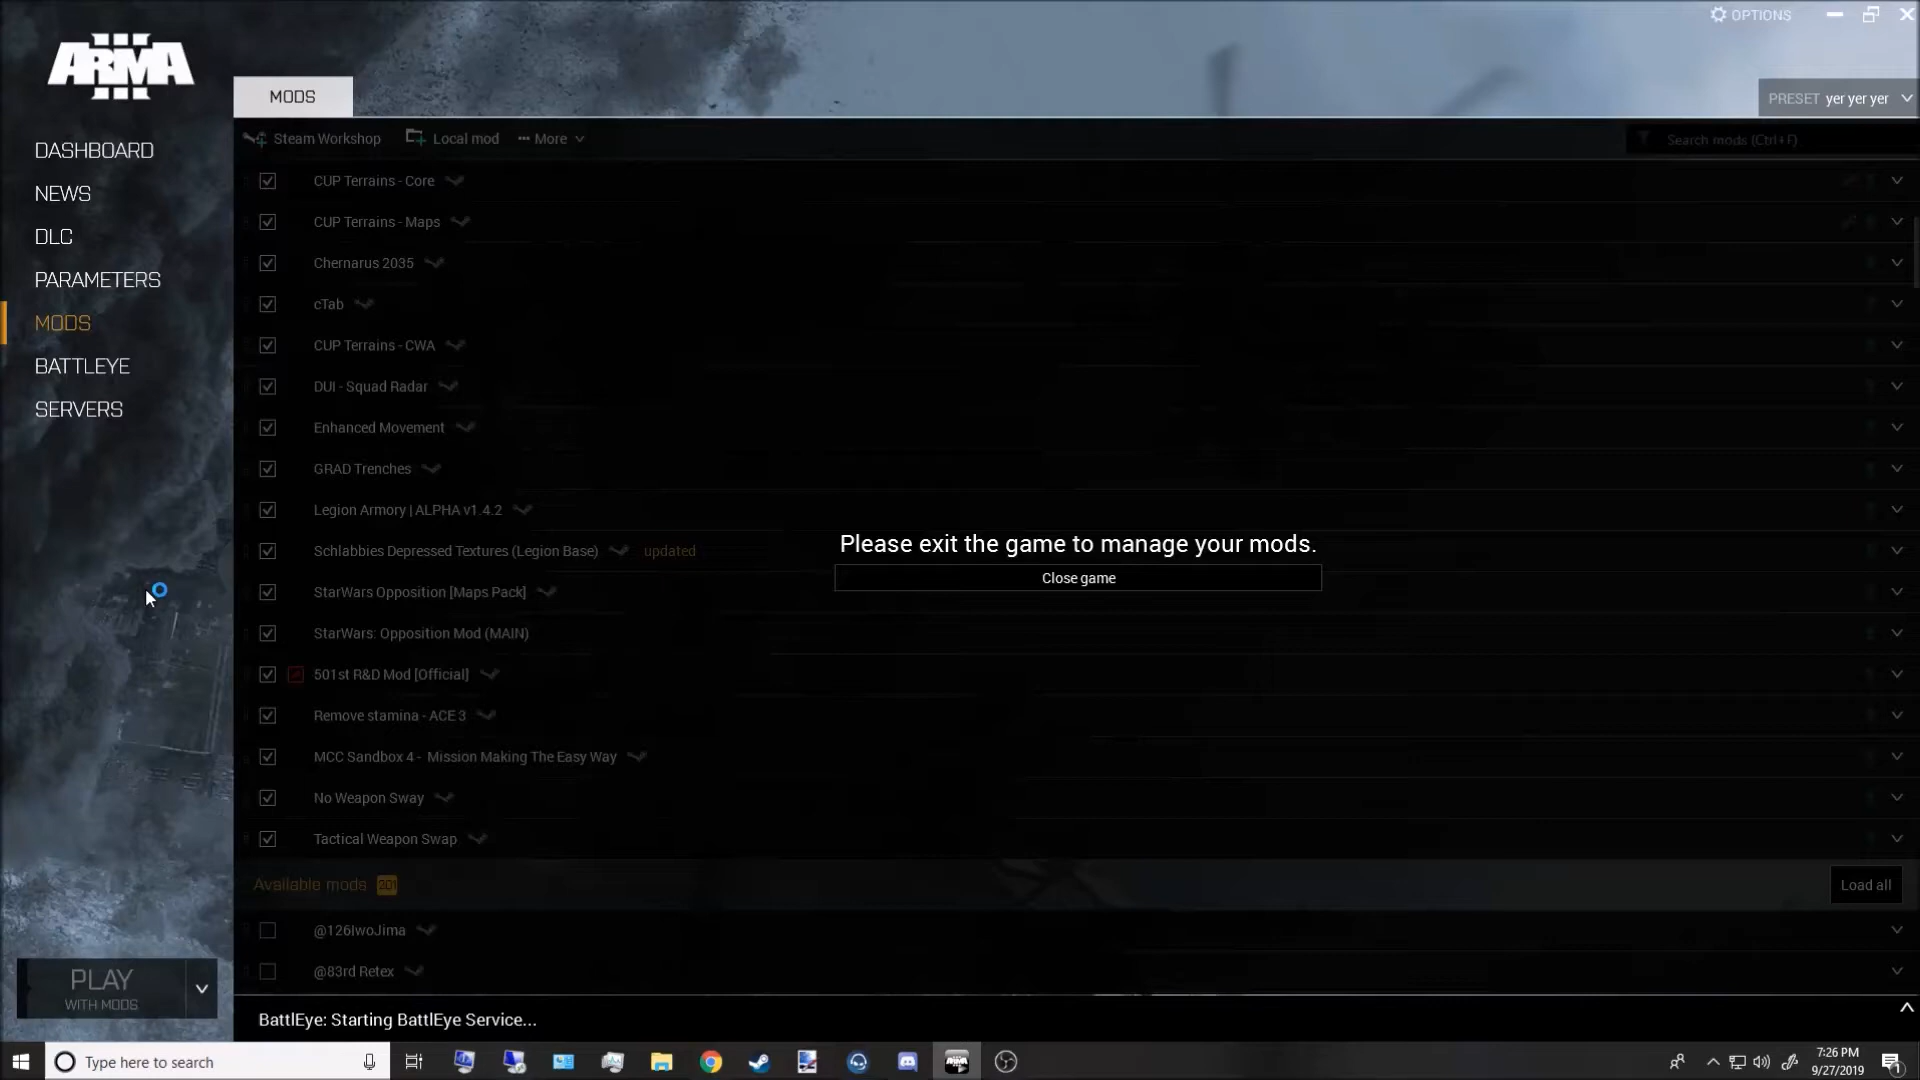 OPTIONS
ARMA III
MODS
PRESET yer yer yer
Steam Workshop
Local mod
••• More
Search mods (Ctrl+F)
DASHBOARD
NEWS
DLC
PARAMETERS
MODS
BATTLEYE
SERVERS
CUP Terrains - Core
CUP Terrains - Maps
Chernarus 2035
cTab
CUP Terrains - CWA
DUI - Squad Radar
Enhanced Movement
GRAD Trenches
Legion Armory | ALPHA v1.4.2
Schlabbies Depressed Textures (Legion Base) updated
StarWars Opposition [Maps Pack]
StarWars: Opposition Mod (MAIN)
501st R&D Mod [Official]
Remove stamina - ACE 3
MCC Sandbox 4 - Mission Making The Easy Way
No Weapon Sway
Tactical Weapon Swap
Please exit the game to manage your mods.
Close game
Available mods 201
Load all
@126IwoJima
@83rd Retex
PLAY
WITH MODS
BattlEye: Starting BattlEye Service...
Type here to search
7:26 PM
9/27/2019
1